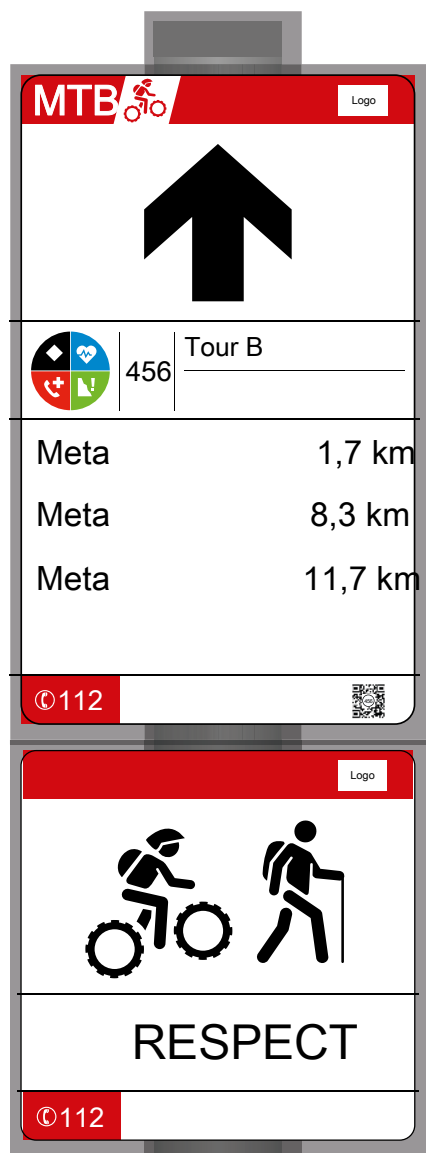 MTB Logo
456 Tour B
Meta 1,7 km
Meta 8,3 km
Meta 11,7 km
✆112
Logo
RESPECT
✆112